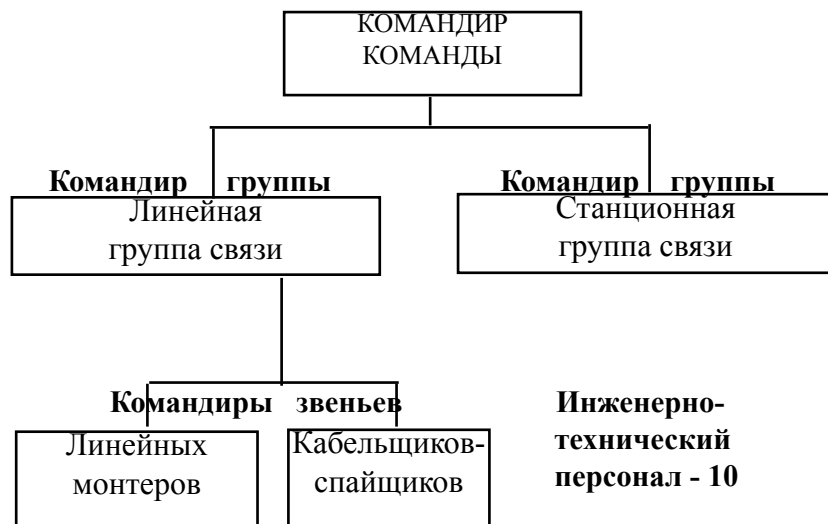 КОМАНДИР
КОМАНДЫ
Командир группы
Линейная
группа связи
Командир группы
Станционная
группа связи
Командиры звеньев
Линейных
монтеров
Кабельщиков-
спайщиков
Инженерно-
технический
персонал - 10